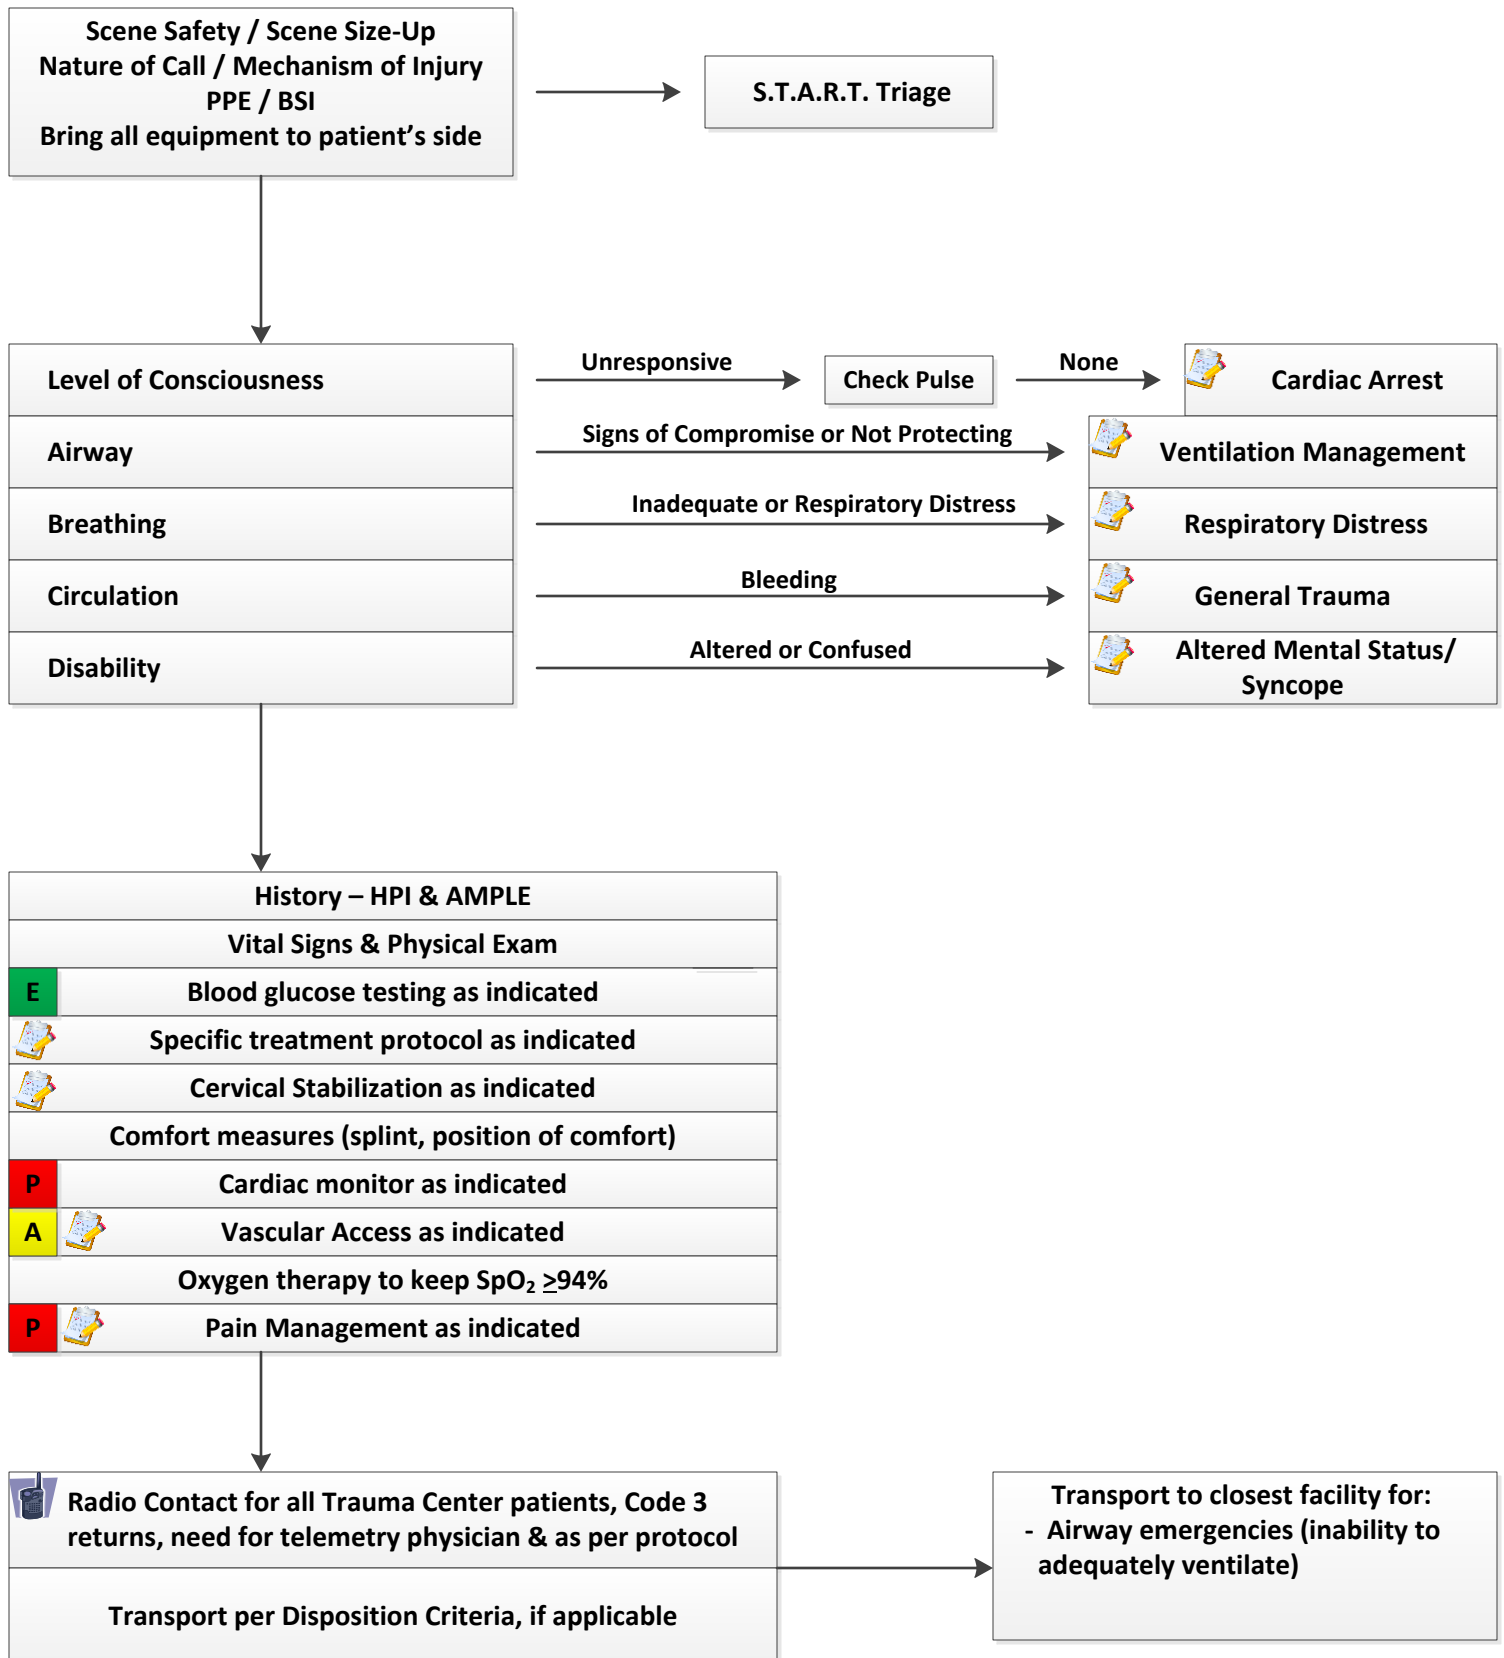 Scene Safety / Scene Size-Up
Nature of Call / Mechanism of Injury
PPE / BSI
Bring all equipment to patient's side
S.T.A.R.T. Triage
Level of Consciousness
Unresponsive
Check Pulse
None
Cardiac Arrest
Airway
Signs of Compromise or Not Protecting
Ventilation Management
Breathing
Inadequate or Respiratory Distress
Respiratory Distress
Circulation
Bleeding
General Trauma
Disability
Altered or Confused
Altered Mental Status/
Syncope
History – HPI & AMPLE
Vital Signs & Physical Exam
E Blood glucose testing as indicated
Specific treatment protocol as indicated
Cervical Stabilization as indicated
Comfort measures (splint, position of comfort)
P Cardiac monitor as indicated
A Vascular Access as indicated
Oxygen therapy to keep SpO₂ ≥94%
P Pain Management as indicated
Radio Contact for all Trauma Center patients, Code 3
returns, need for telemetry physician & as per protocol
Transport per Disposition Criteria, if applicable
Transport to closest facility for:
- Airway emergencies (inability to
adequately ventilate)